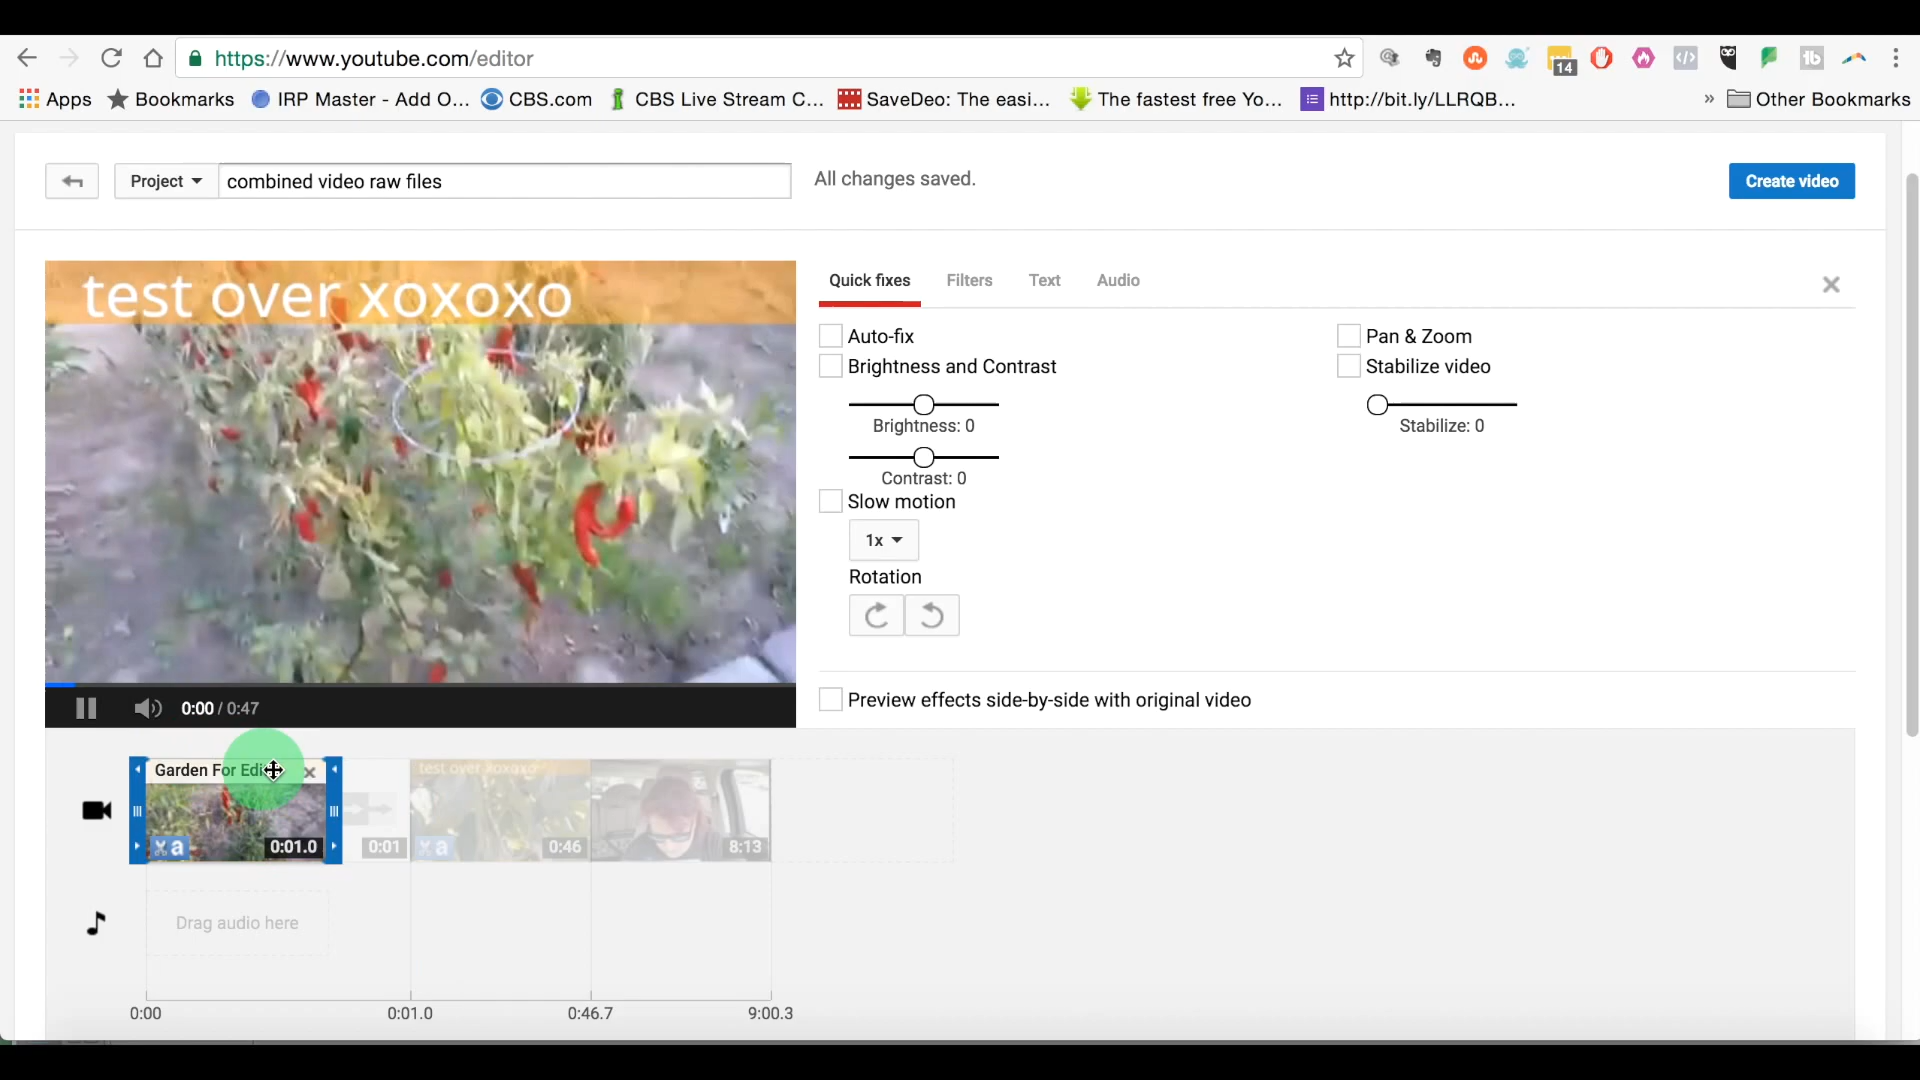 https://www.youtube.com/editor
14
Apps
Bookmarks
IRP Master - Add O...
CBS.com
CBS Live Stream C...
SaveDeo: The easi...
The fastest free Yo...
http://bit.ly/LLRQB...
» Other Bookmarks
Project
combined video raw files
All changes saved.
Create video
test over xoxoxo
Quick fixes
Filters
Text
Audio
Auto-fix
Pan & Zoom
Brightness and Contrast
Stabilize video
Brightness: 0
Stabilize: 0
Contrast: 0
Slow motion
1x
Rotation
Preview effects side-by-side with original video
0:00 / 0:47
Garden For
test over xoxoxo
a
0:01.0
0:01
a
0:46
8:13
Drag audio here
0:00
0:01.0
0:46.7
9:00.3